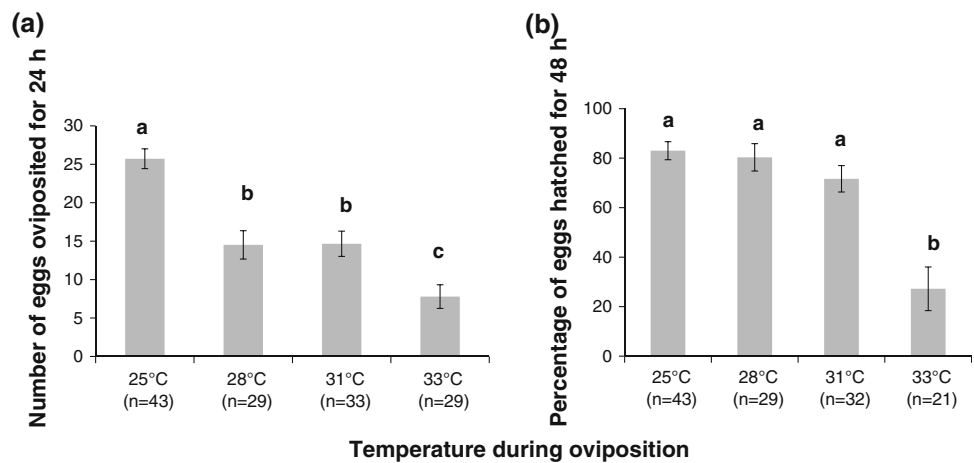 (a)
Number of eggs oviposited for 24 h
30
25
20
15
10
5
0
a
b
b
c
25°C
(n=43)
28°C
(n=29)
31°C
(n=33)
33°C
(n=29)
(b)
Percentage of eggs hatched for 48 h
100
80
60
40
20
0
a
a
a
b
25°C
(n=43)
28°C
(n=29)
31°C
(n=32)
33°C
(n=21)
Temperature during oviposition